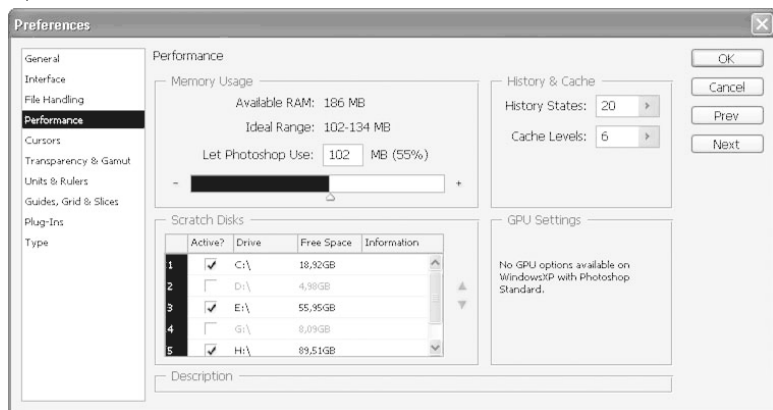 Preferences
General
Interface
File Handling
Performance
Cursors
Transparency & Gamut
Units & Rulers
Guides, Grid & Slices
Plug-Ins
Type
Performance
Memory Usage
Available RAM: 186 MB
Ideal Range: 102-134 MB
Let Photoshop Use: 102 MB (55%)
- +
History & Cache
History States: 20
Cache Levels: 6
Scratch Disks
Active? Drive Free Space Information
1 C:\ 18,92GB
2 D:\ 4,98GB
3 E:\ 55,95GB
4 G:\ 8,09GB
5 H:\ 89,51GB
GPU Settings
No GPU options available on
WindowsXP with Photoshop
Standard.
Description
OK
Cancel
Prev
Next